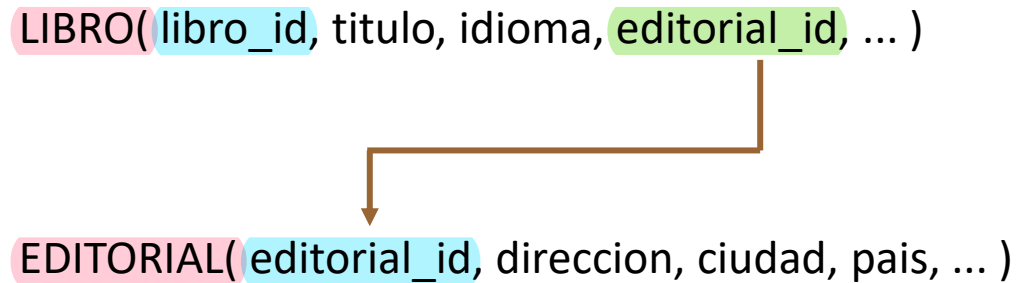 LIBRO( libro_id, titulo, idioma, editorial_id, ... )
EDITORIAL( editorial_id, direccion, ciudad, pais, ... )